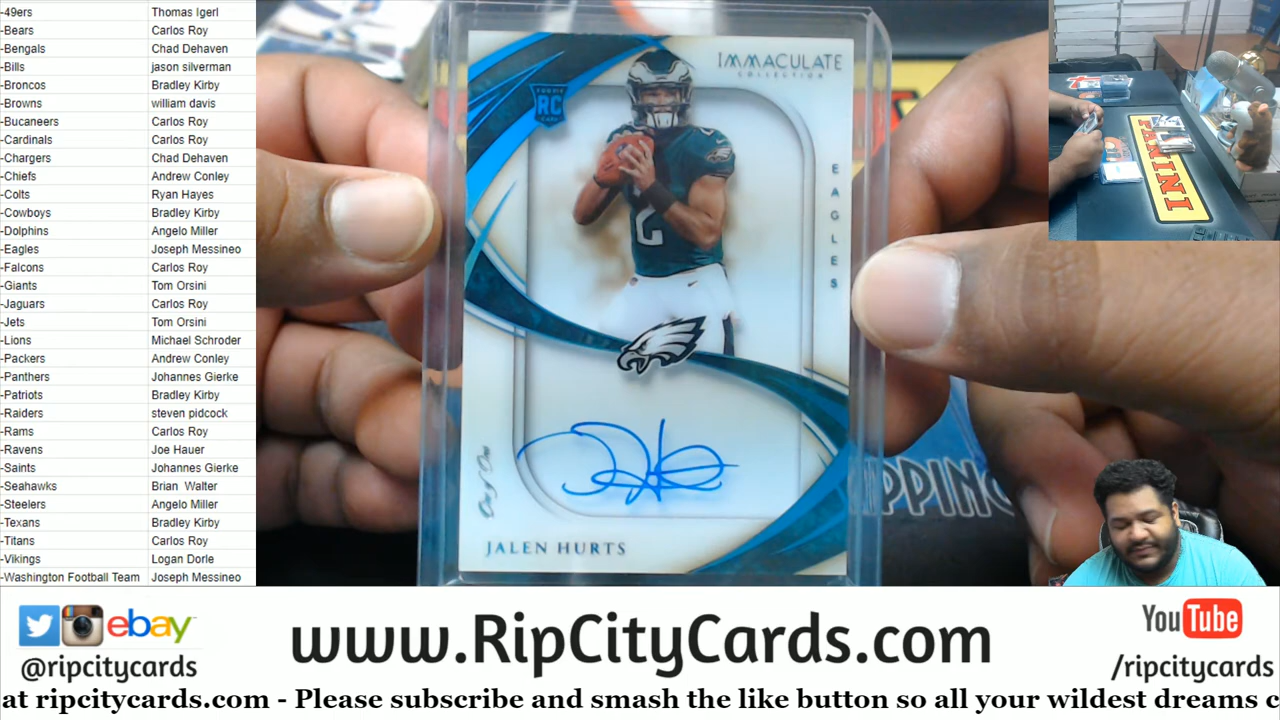 -49ers Thomas Igerl
-Bears Carlos Roy
-Bengals Chad Dehaven
-Bills jason silverman
-Broncos Bradley Kirby
-Browns william davis
-Bucaneers Carlos Roy
-Cardinals Carlos Roy
-Chargers Chad Dehaven
-Chiefs Andrew Conley
-Colts Ryan Hayes
-Cowboys Bradley Kirby
-Dolphins Angelo Miller
-Eagles Joseph Messineo
-Falcons Carlos Roy
-Giants Tom Orsini
-Jaguars Carlos Roy
-Jets Tom Orsini
-Lions Michael Schroder
-Packers Andrew Conley
-Panthers Johannes Gierke
-Patriots Bradley Kirby
-Raiders steven pidcock
-Rams Carlos Roy
-Ravens Joe Hauer
-Saints Johannes Gierke
-Seahawks Brian Walter
-Steelers Angelo Miller
-Texans Bradley Kirby
-Titans Carlos Roy
-Vikings Logan Dorle
-Washington Football Team Joseph Messineo
IMMACULATE
COLLECTION
RC
EAGLES
2
One of One
JALEN HURTS
PPING
PANINI
ebay
@ripcitycards
www.RipCityCards.com
YouTube
/ripcitycards
at ripcitycards.com - Please subscribe and smash the like button so all your wildest dreams c